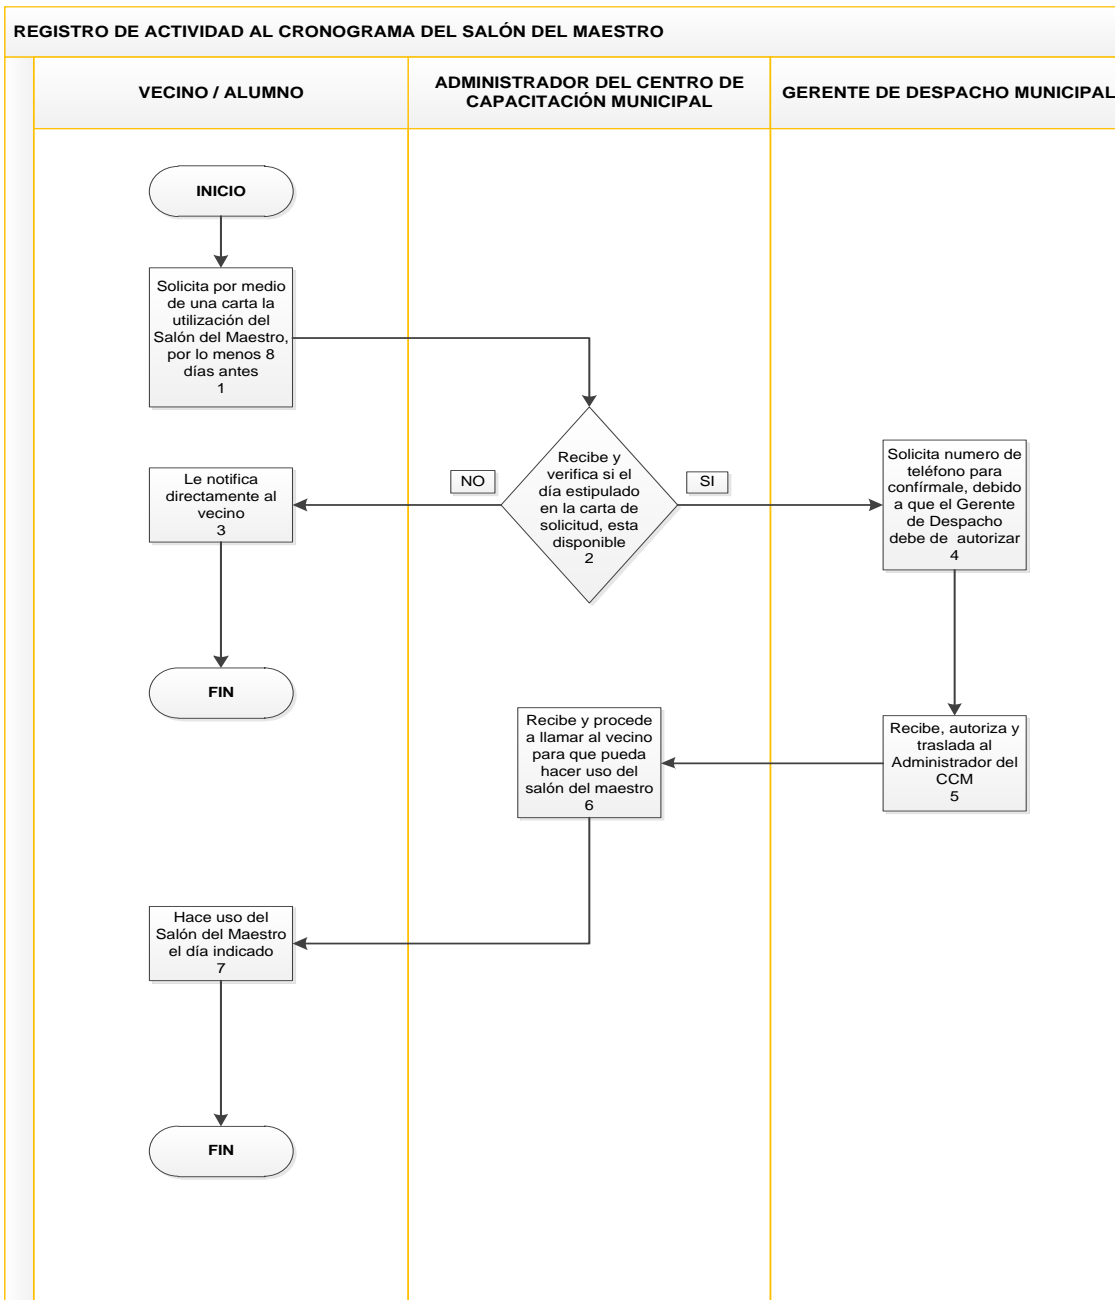 REGISTRO DE ACTIVIDAD AL CRONOGRAMA DEL SALÓN DEL MAESTRO
VECINO / ALUMNO
ADMINISTRADOR DEL CENTRO DE
CAPACITACIÓN MUNICIPAL
GERENTE DE DESPACHO MUNICIPAL
INICIO
Solicita por medio
de una carta la
utilización del
Salón del Maestro,
por lo menos 8
días antes
1
Recibe y
verifica si el
día estipulado
en la carta de
solicitud, esta
disponible
2
NO
SI
Le notifica
directamente al
vecino
3
Solicita numero de
teléfono para
confírmale, debido
a que el Gerente
de Despacho
debe de autorizar
4
FIN
Recibe, autoriza y
traslada al
Administrador del
CCM
5
Recibe y procede
a llamar al vecino
para que pueda
hacer uso del
salón del maestro
6
Hace uso del
Salón del Maestro
el día indicado
7
FIN